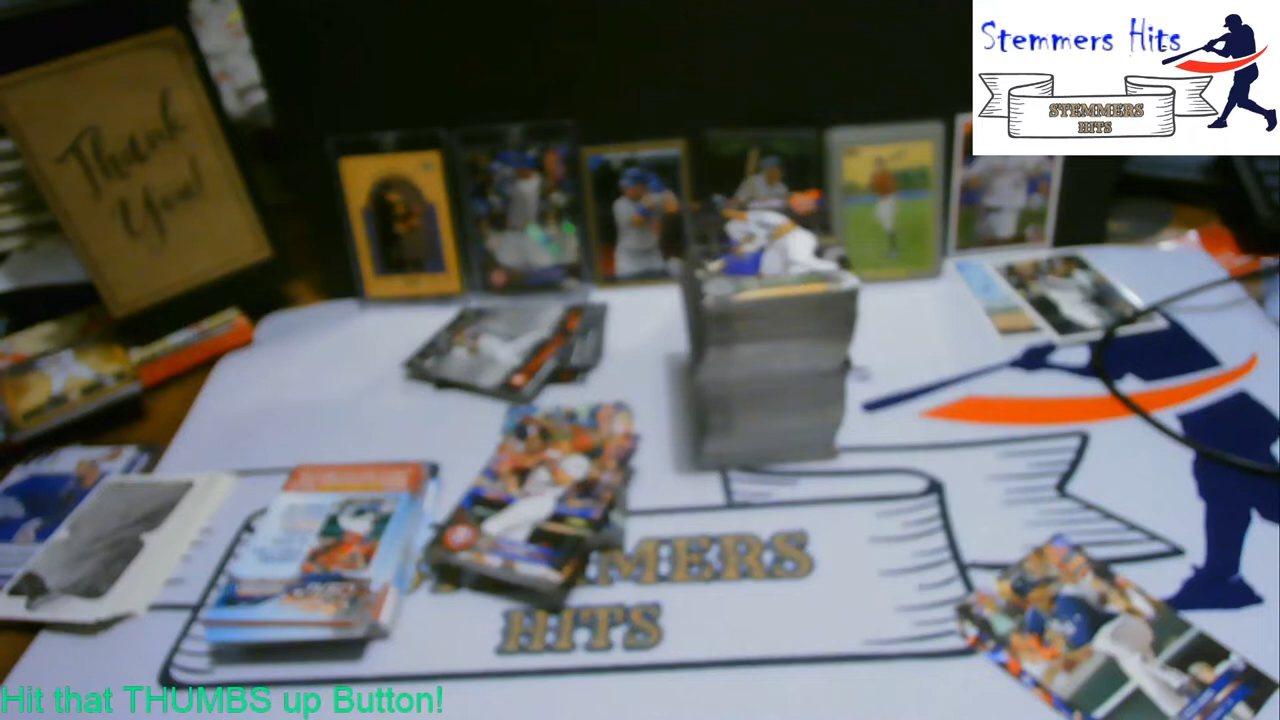 Stemmers Hits
STEMMERS
HITS
Thank
You!
MERS
HITS
Hit that THUMBS up Button!